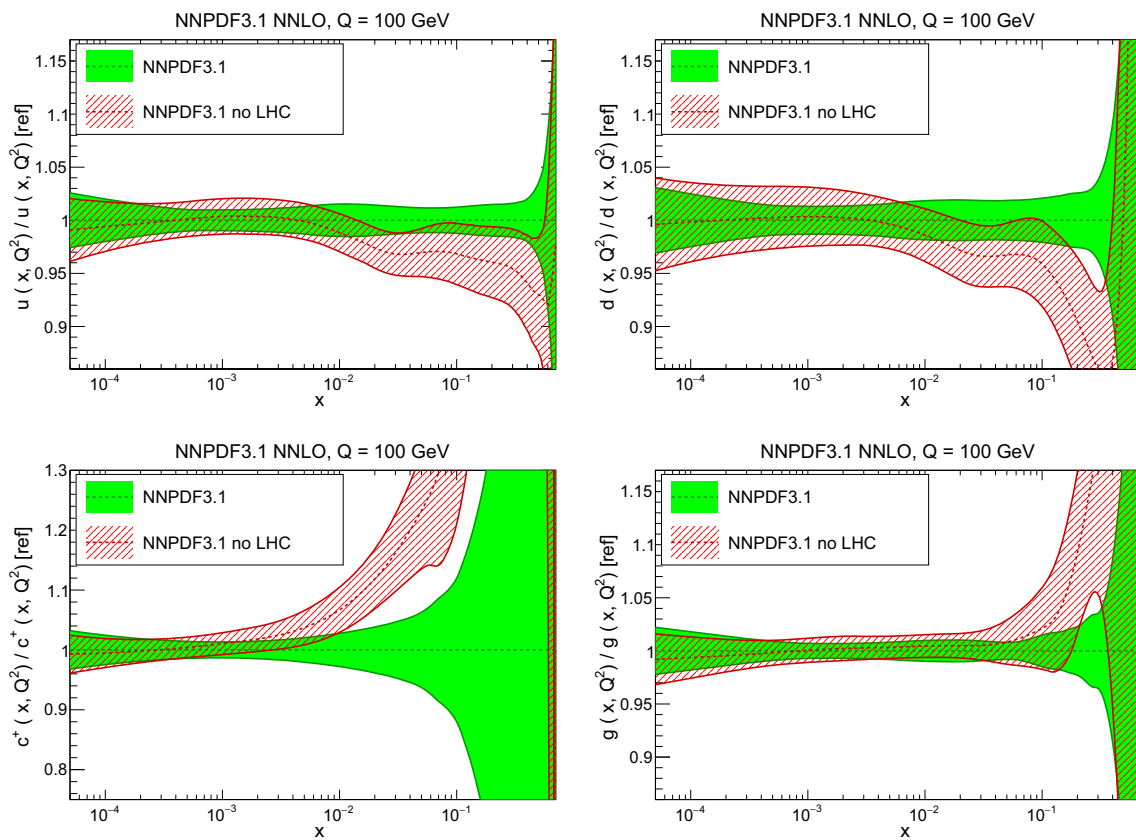 NNPDF3.1 NNLO, Q = 100 GeV
u ( x, Q²) / u ( x, Q²) [ref]
1.15
1.1
1.05
1
0.95
0.9
NNPDF3.1
NNPDF3.1 no LHC
10⁻⁴ 10⁻³ 10⁻² 10⁻¹
x
NNPDF3.1 NNLO, Q = 100 GeV
d ( x, Q²) / d ( x, Q²) [ref]
1.15
1.1
1.05
1
0.95
0.9
NNPDF3.1
NNPDF3.1 no LHC
10⁻⁴ 10⁻³ 10⁻² 10⁻¹
x
NNPDF3.1 NNLO, Q = 100 GeV
c⁺ ( x, Q²) / c⁺ ( x, Q²) [ref]
1.3
1.2
1.1
1
0.9
0.8
NNPDF3.1
NNPDF3.1 no LHC
10⁻⁴ 10⁻³ 10⁻² 10⁻¹
x
NNPDF3.1 NNLO, Q = 100 GeV
g ( x, Q²) / g ( x, Q²) [ref]
1.15
1.1
1.05
1
0.95
0.9
NNPDF3.1
NNPDF3.1 no LHC
10⁻⁴ 10⁻³ 10⁻² 10⁻¹
x